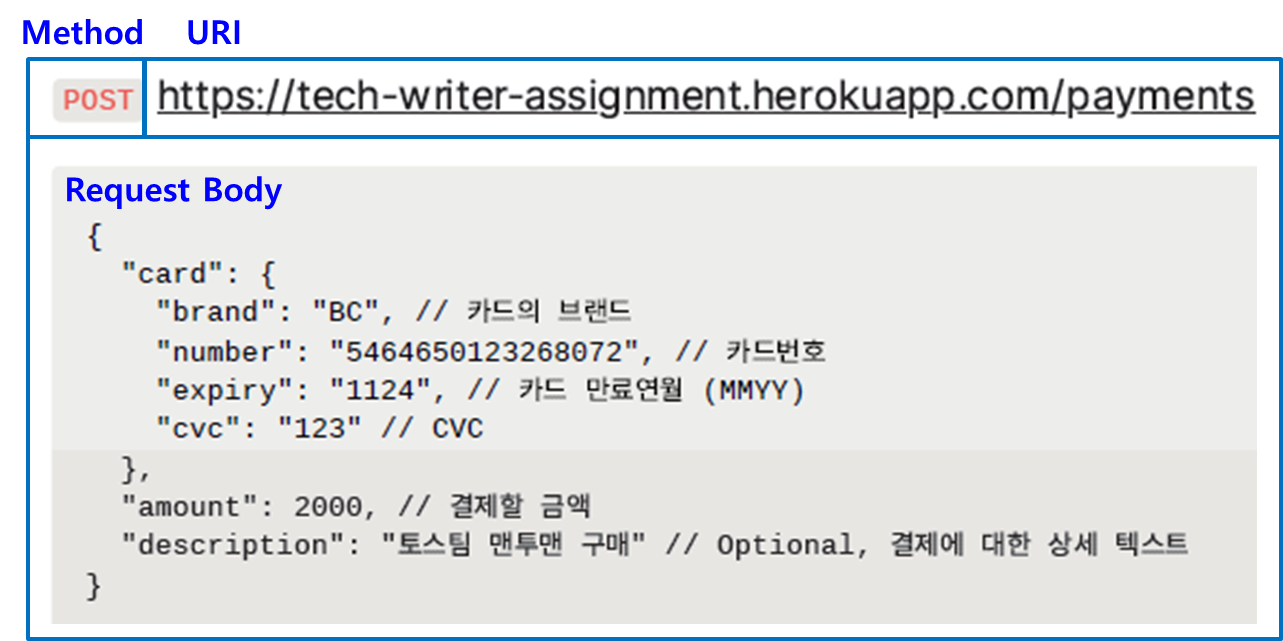 Method URI
POST https://tech-writer-assignment.herokuapp.com/payments
Request Body
{
"card": {
"brand": "BC", // 카드의 브랜드
"number": "5464650123268072", // 카드번호
"expiry": "1124", // 카드 만료연월 (MMYY)
"cvc": "123" // CVC
},
"amount": 2000, // 결제할 금액
"description": "토스팀 맨투맨 구매" // Optional, 결제에 대한 상세 텍스트
}